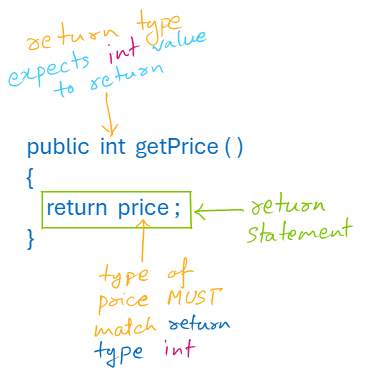 return type
expects int value
to return
public int getPrice ( )
{
return price ;
return
statement
}
type of
price MUST
match return
type int